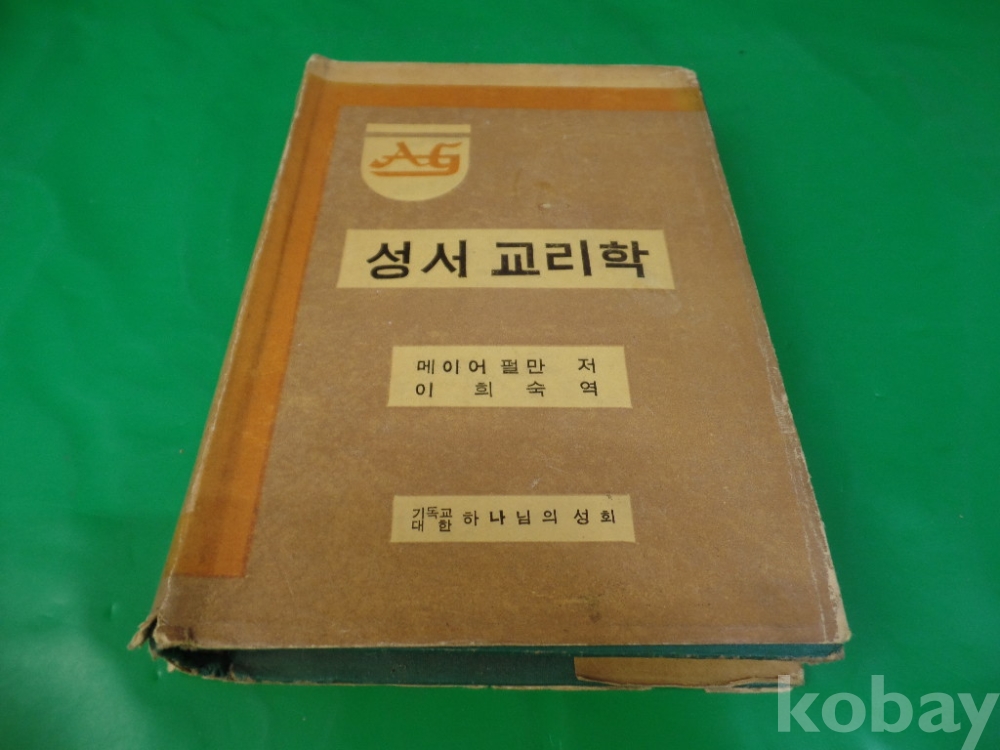 AG
성서 교리학
메이어 펄만 저
이 희 숙 역
기독교
대 한 하나님의 성회
kobay